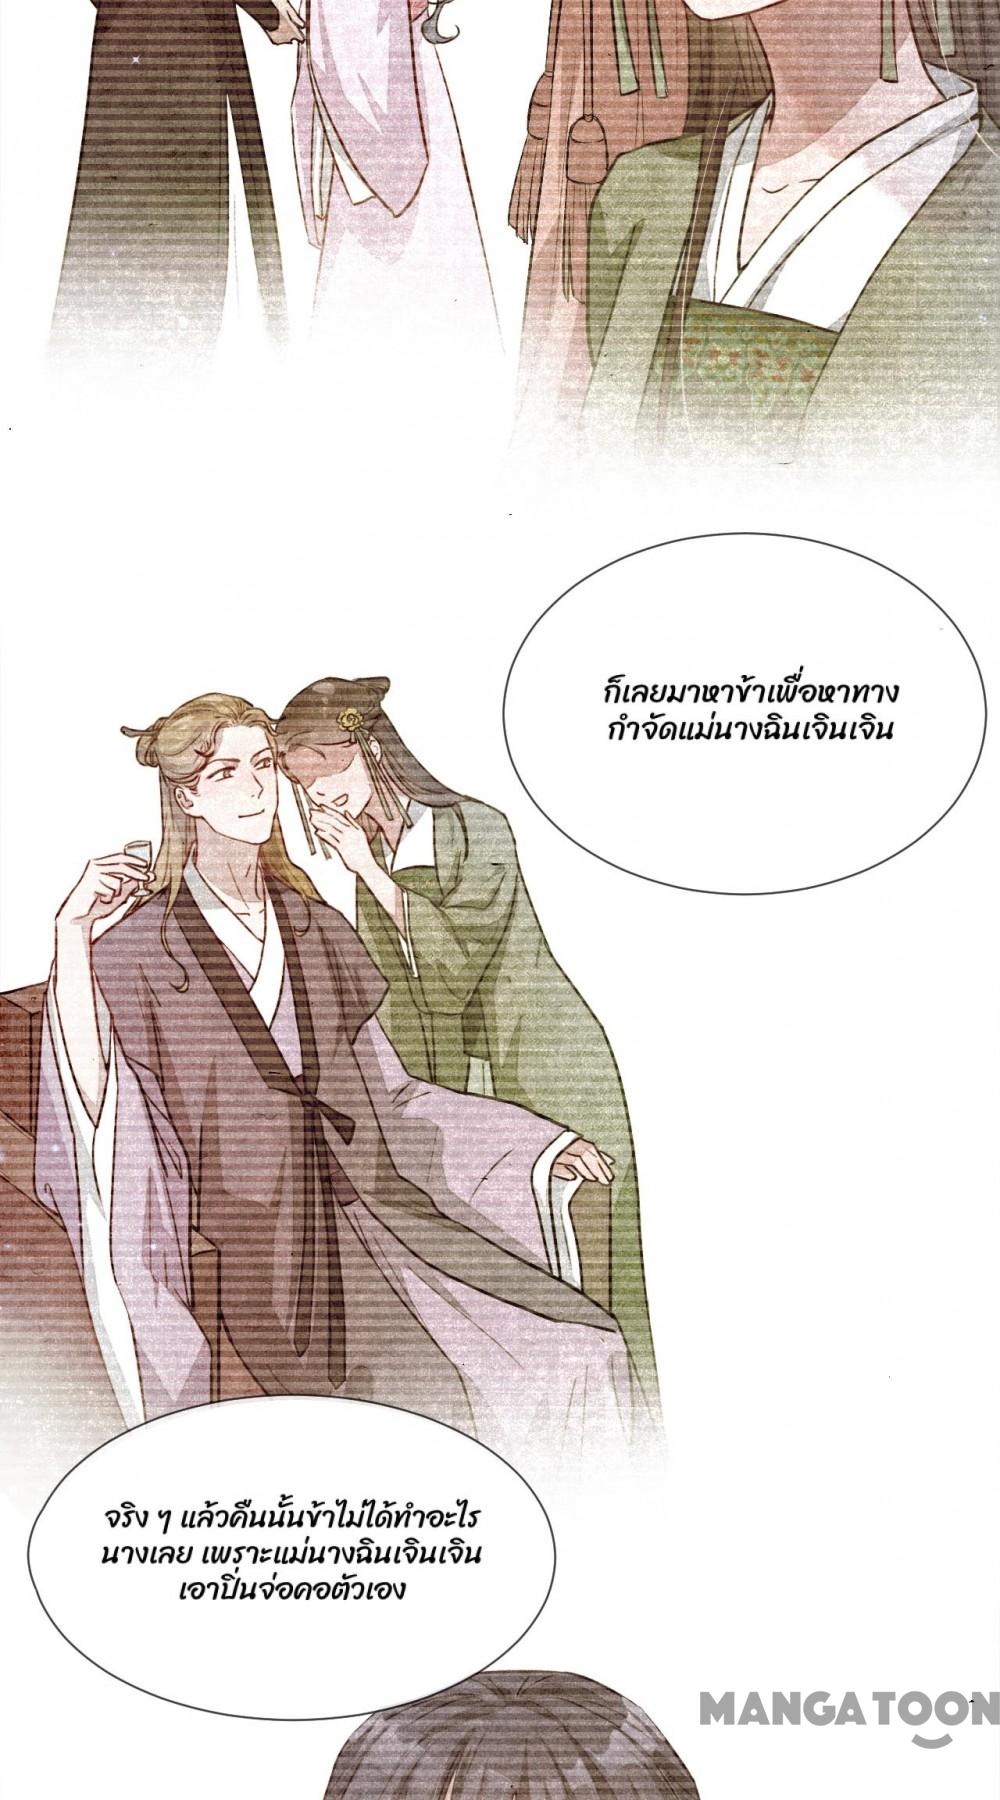 ก็เลยมาหาข้าเพื่อหาทาง
กำจัดแม่นางฉินเจินเจิน
จริง ๆ แล้วคืนนั้นข้าไม่ได้ทำอะไร
นางเลย เพราะแม่นางฉินเจินเจิน
เอาปิ่นจ่อคอตัวเอง
MANGATOON